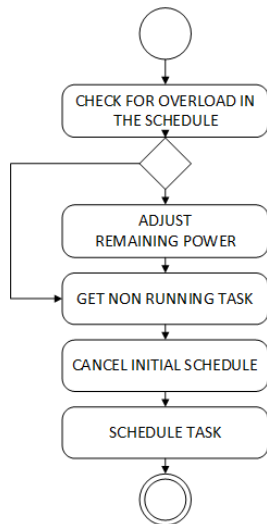 CHECK FOR OVERLOAD IN
THE SCHEDULE
ADJUST
REMAINING POWER
GET NON RUNNING TASK
CANCEL INITIAL SCHEDULE
SCHEDULE TASK